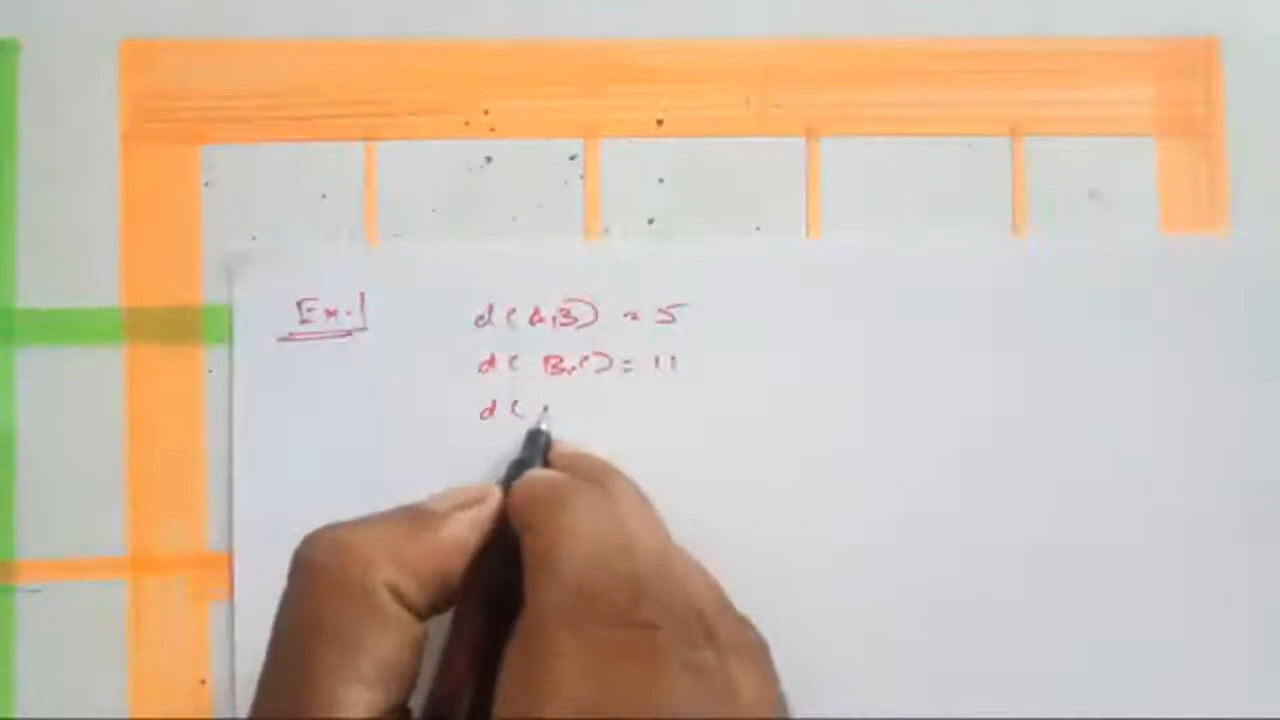 Ex.1
d(A,B) = 5
d(B,C) = 11
d(